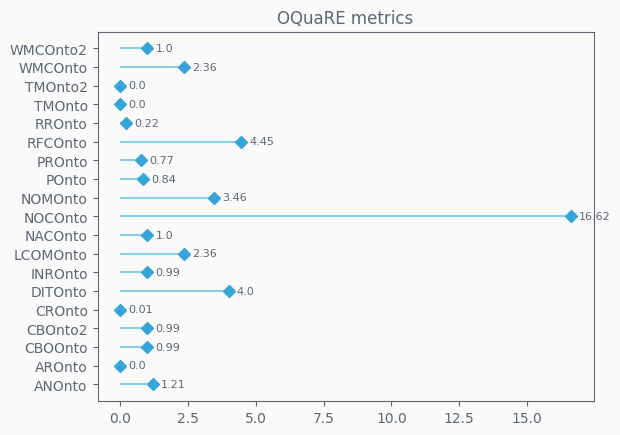 OQuaRE metrics
WMCOnto2 1.0
WMCOnto 2.36
TMOnto2 0.0
TMOnto 0.0
RROnto 0.22
RFCOnto 4.45
PROnto 0.77
POnto 0.84
NOMOnto 3.46
NOCOnto 16.62
NACOnto 1.0
LCOMOnto 2.36
INROnto 0.99
DITOnto 4.0
CROnto 0.01
CBOnto2 0.99
CBOOnto 0.99
AROnto 0.0
ANOnto 1.21
0.0 2.5 5.0 7.5 10.0 12.5 15.0